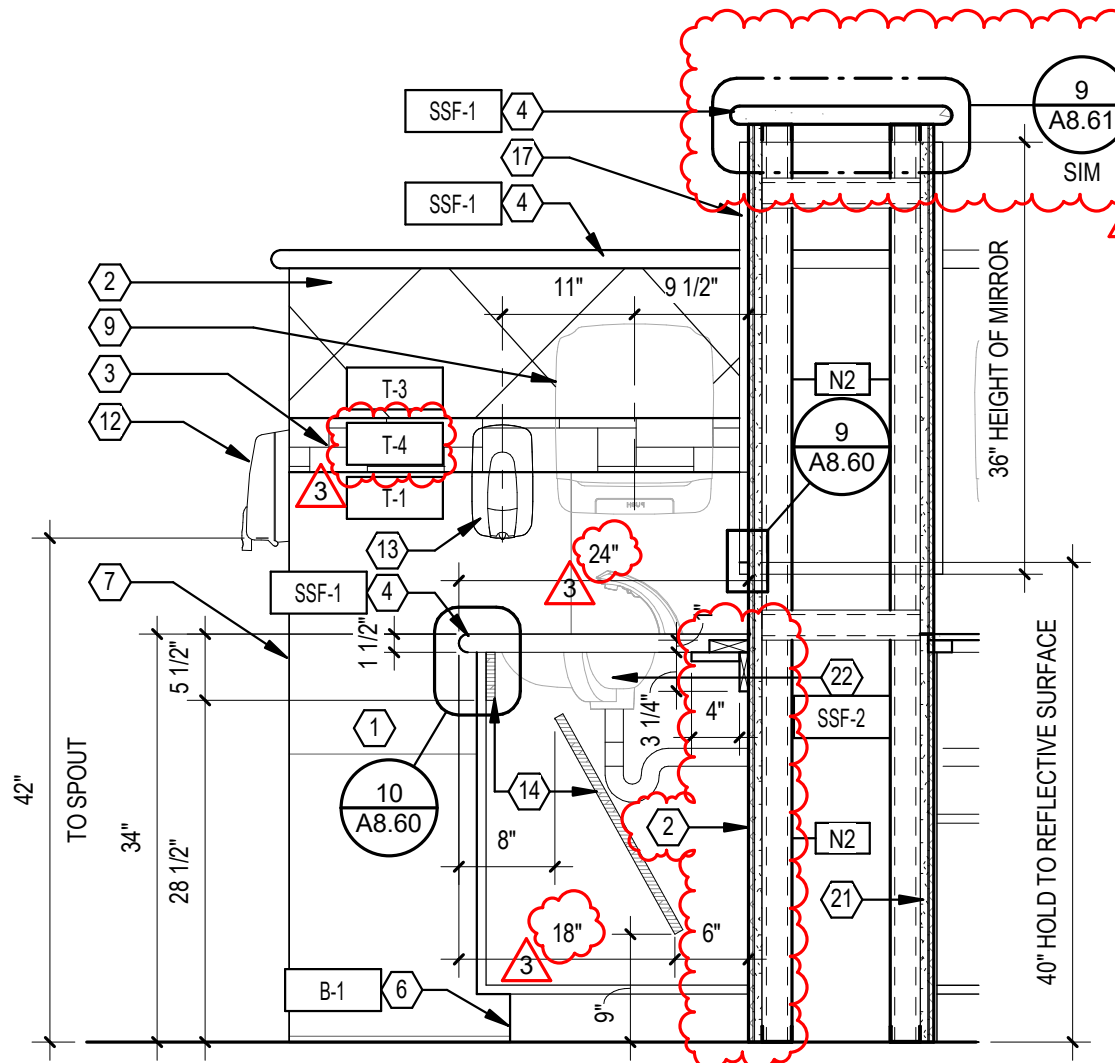 9
A8.61
SIM
SSF-1
4
17
SSF-1
4
2
11"
9 1/2"
9
3
T-3
N2
36" HEIGHT OF MIRROR
12
T-4
9
A8.60
3
T-1
13
24"
3
7
SSF-1
4
1 1/2"
1"
5 1/2"
22
3 1/4"
4"
SSF-2
1
10
A8.60
14
8"
2
N2
42"
TO SPOUT
34"
28 1/2"
21
40" HOLD TO REFLECTIVE SURFACE
18"
3
6"
B-1
6
9"
PUSH